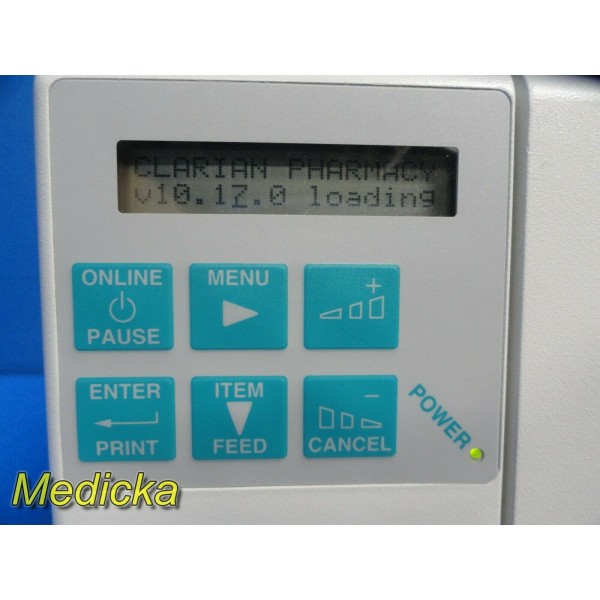 CLARIAN PHARMACY
v10.17.0 loading
ONLINE
PAUSE
MENU
+
ENTER
PRINT
ITEM
FEED
-
CANCEL
POWER
Medicka